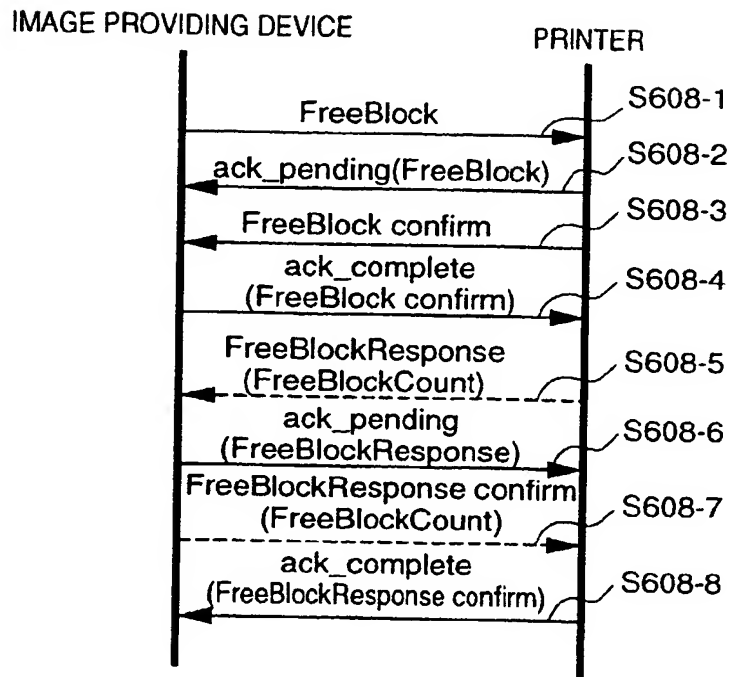 IMAGE PROVIDING DEVICE
PRINTER
FreeBlock
S608-1
ack_pending(FreeBlock)
S608-2
FreeBlock confirm
S608-3
ack_complete
(FreeBlock confirm)
S608-4
FreeBlockResponse
(FreeBlockCount)
S608-5
ack_pending
(FreeBlockResponse)
S608-6
FreeBlockResponse confirm
(FreeBlockCount)
S608-7
ack_complete
(FreeBlockResponse confirm)
S608-8